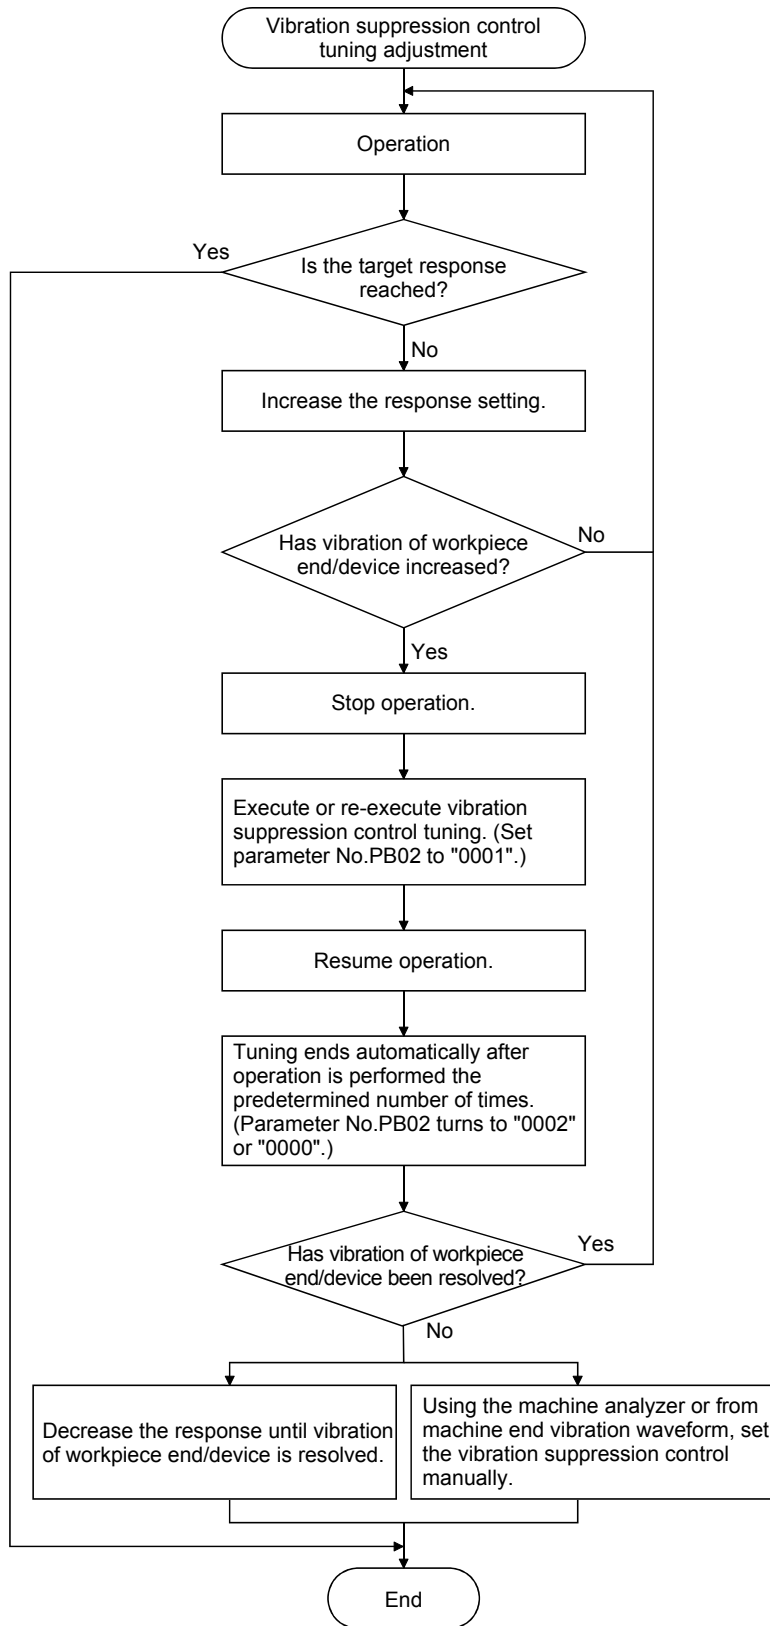 Vibration suppression control
tuning adjustment
Operation
Yes
Is the target response
reached?
No
Increase the response setting.
No
Has vibration of workpiece
end/device increased?
Yes
Stop operation.
Execute or re-execute vibration
suppression control tuning. (Set
parameter No.PB02 to "0001".)
Resume operation.
Tuning ends automatically after
operation is performed the
predetermined number of times.
(Parameter No.PB02 turns to "0002"
or "0000".)
Has vibration of workpiece
end/device been resolved?
Yes
No
Decrease the response until vibration
of workpiece end/device is resolved.
Using the machine analyzer or from
machine end vibration waveform, set
the vibration suppression control
manually.
End